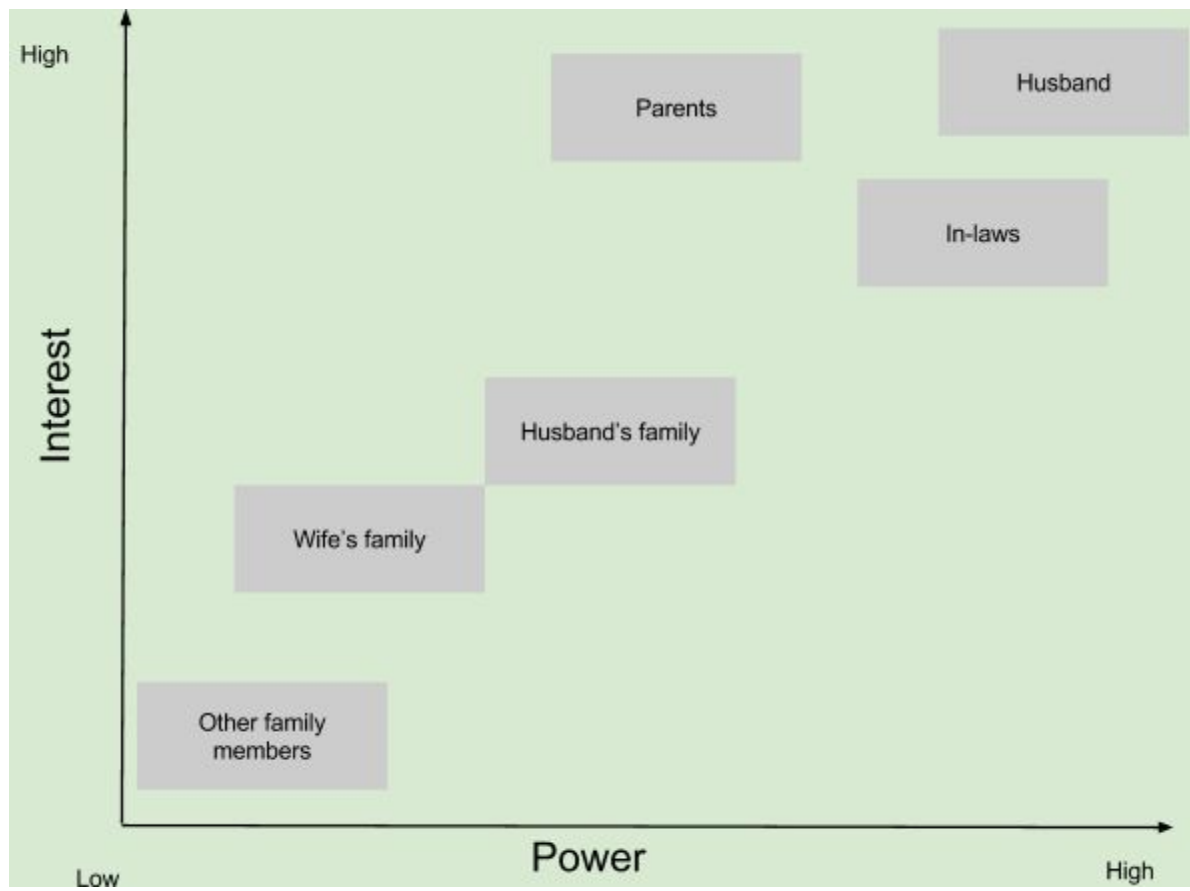 High
Husband
Parents
In-laws
Interest
Husband’s family
Wife’s family
Other family
members
Power
Low
High